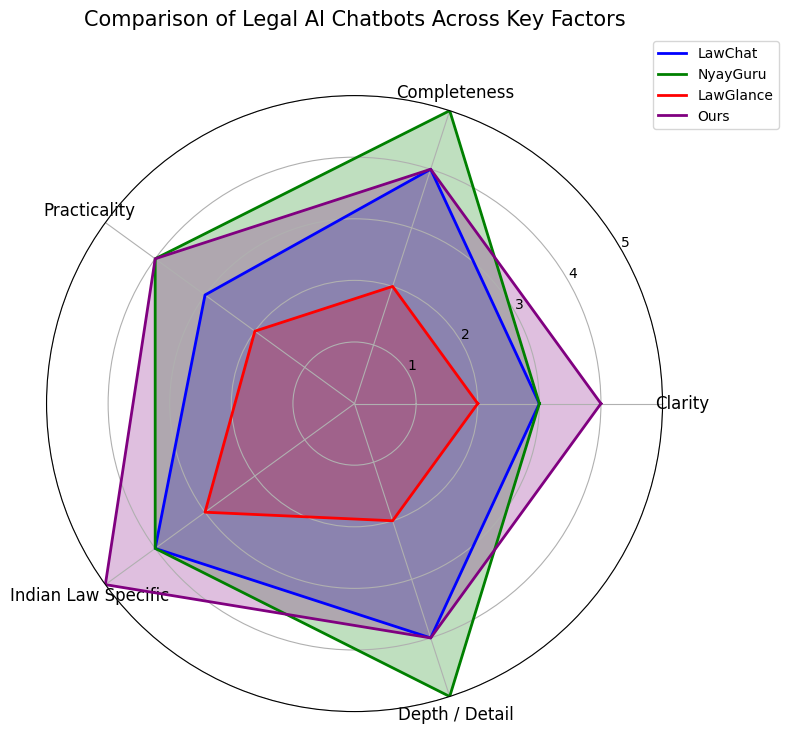 Comparison of Legal AI Chatbots Across Key Factors
LawChat
NyayGuru
LawGlance
Ours
Completeness
Practicality
Clarity
Indian Law Specific
Depth / Detail
1
2
3
4
5